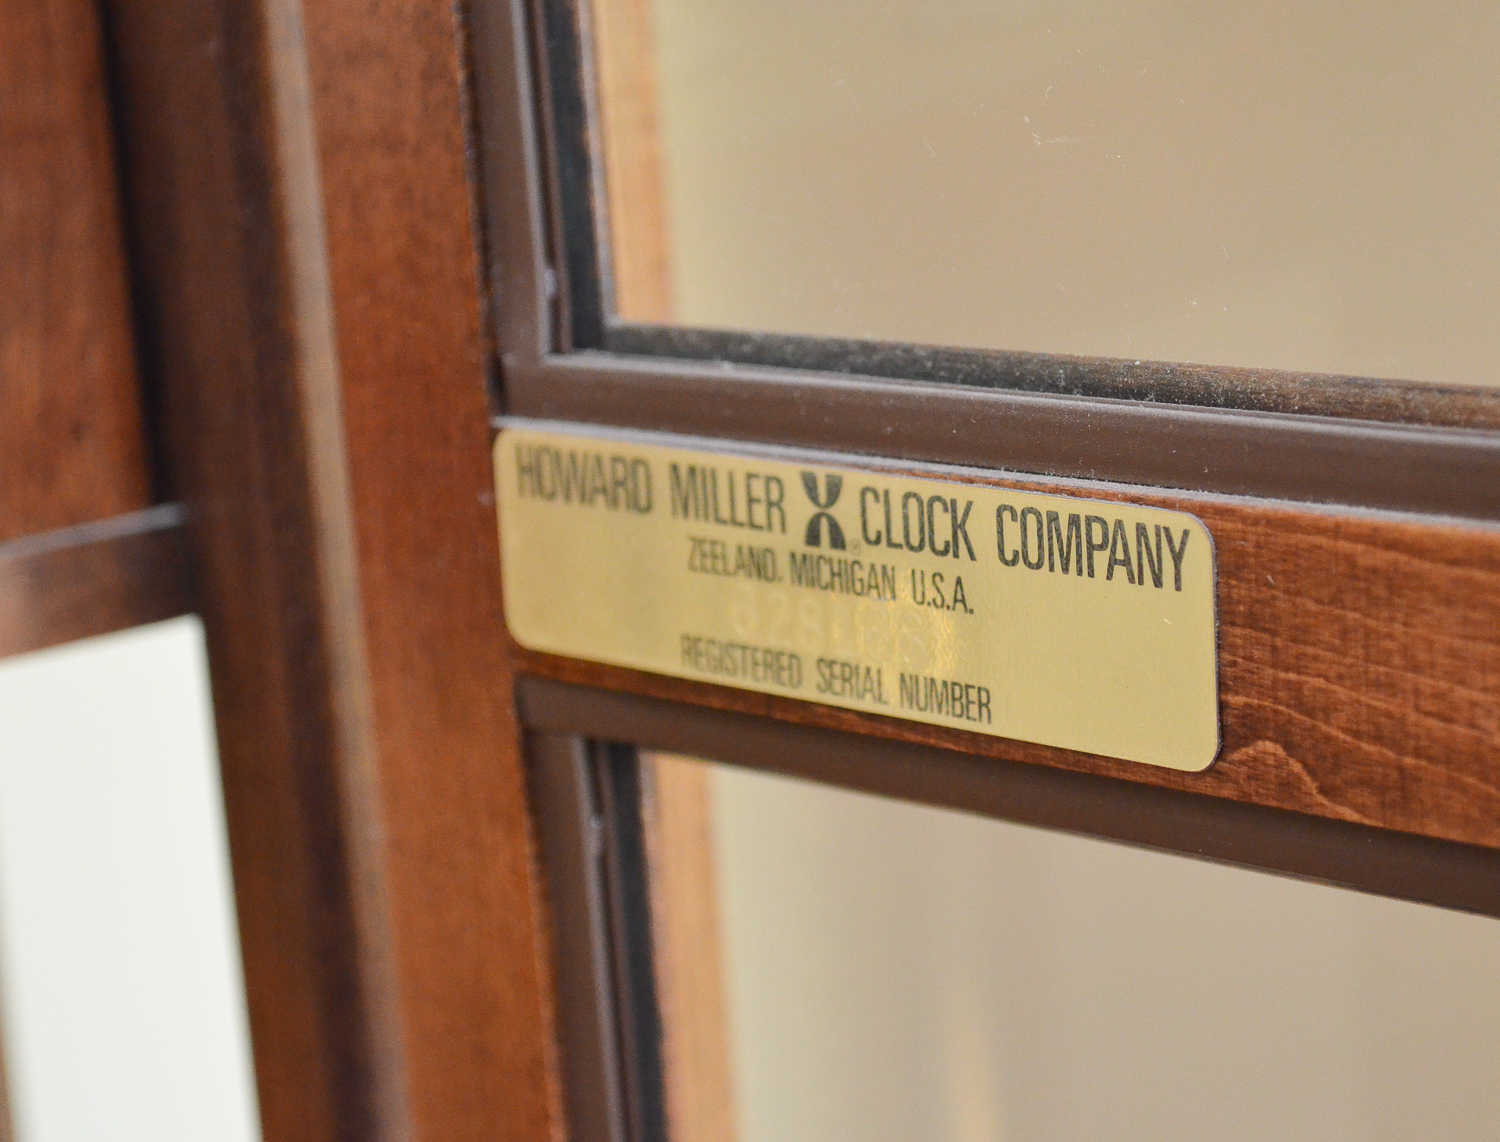 HOWARD MILLER ® CLOCK COMPANY
ZEELAND, MICHIGAN U.S.A.
REGISTERED SERIAL NUMBER